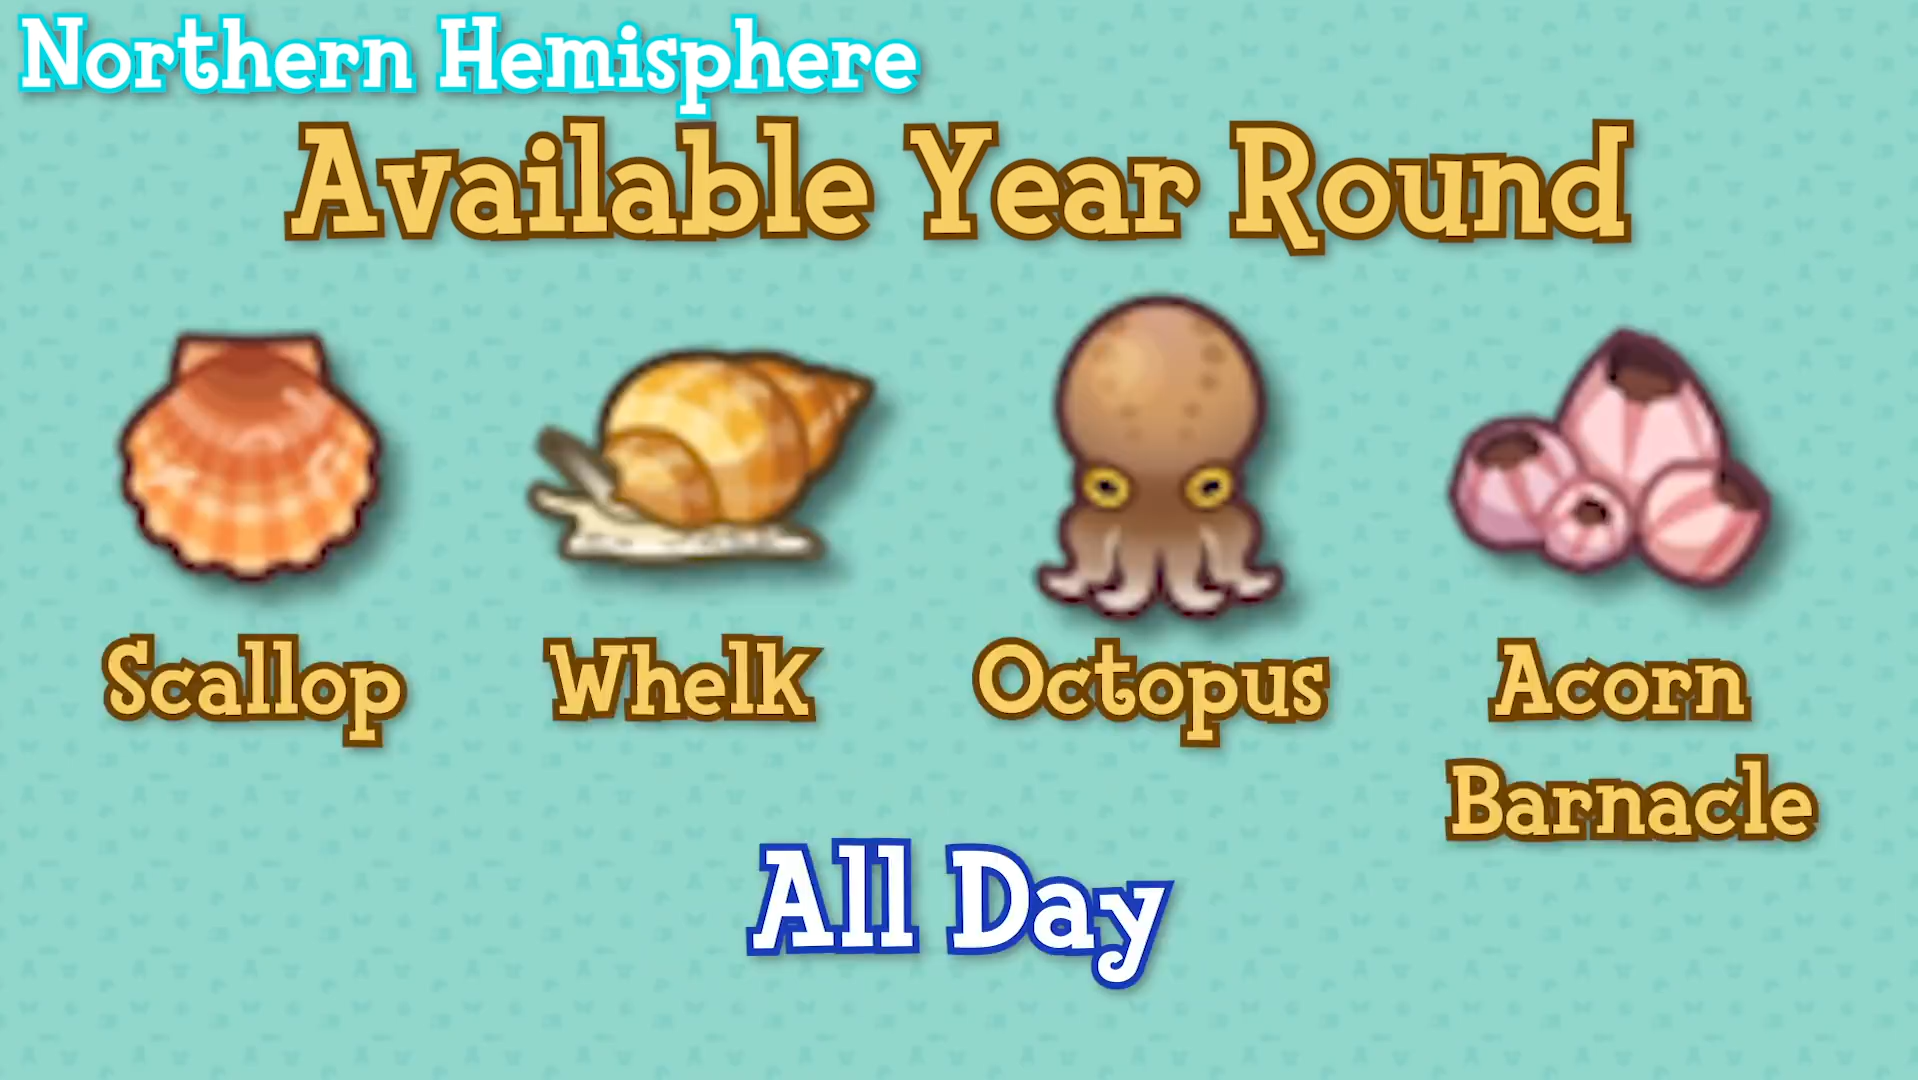 Northern Hemisphere
Available Year Round
Scallop
Whelk
Octopus
Acorn
Barnacle
All Day